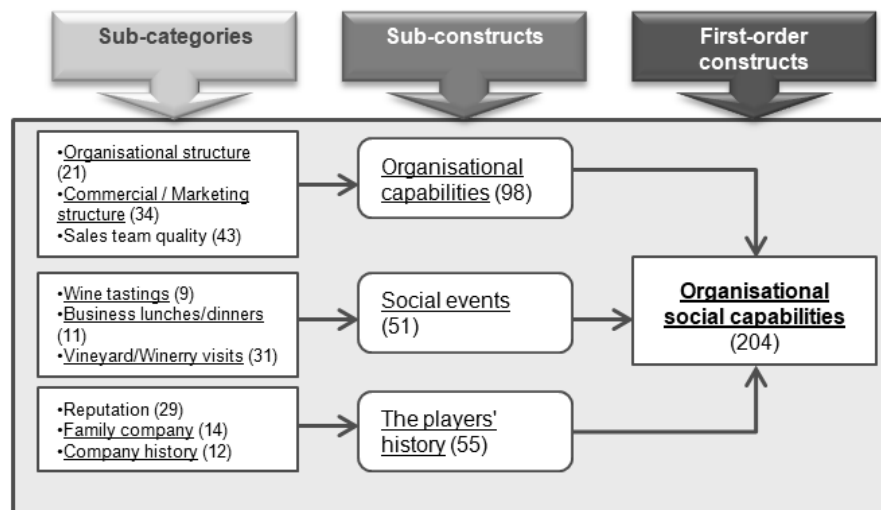 Sub-categories
Sub-constructs
First-order
constructs
•Organisational structure
(21)
•Commercial / Marketing
structure (34)
•Sales team quality (43)
Organisational
capabilities (98)
•Wine tastings (9)
•Business lunches/dinners
(11)
•Vineyard/Winerry visits (31)
Social events
(51)
Organisational
social capabilities
(204)
•Reputation (29)
•Family company (14)
•Company history (12)
The players'
history (55)